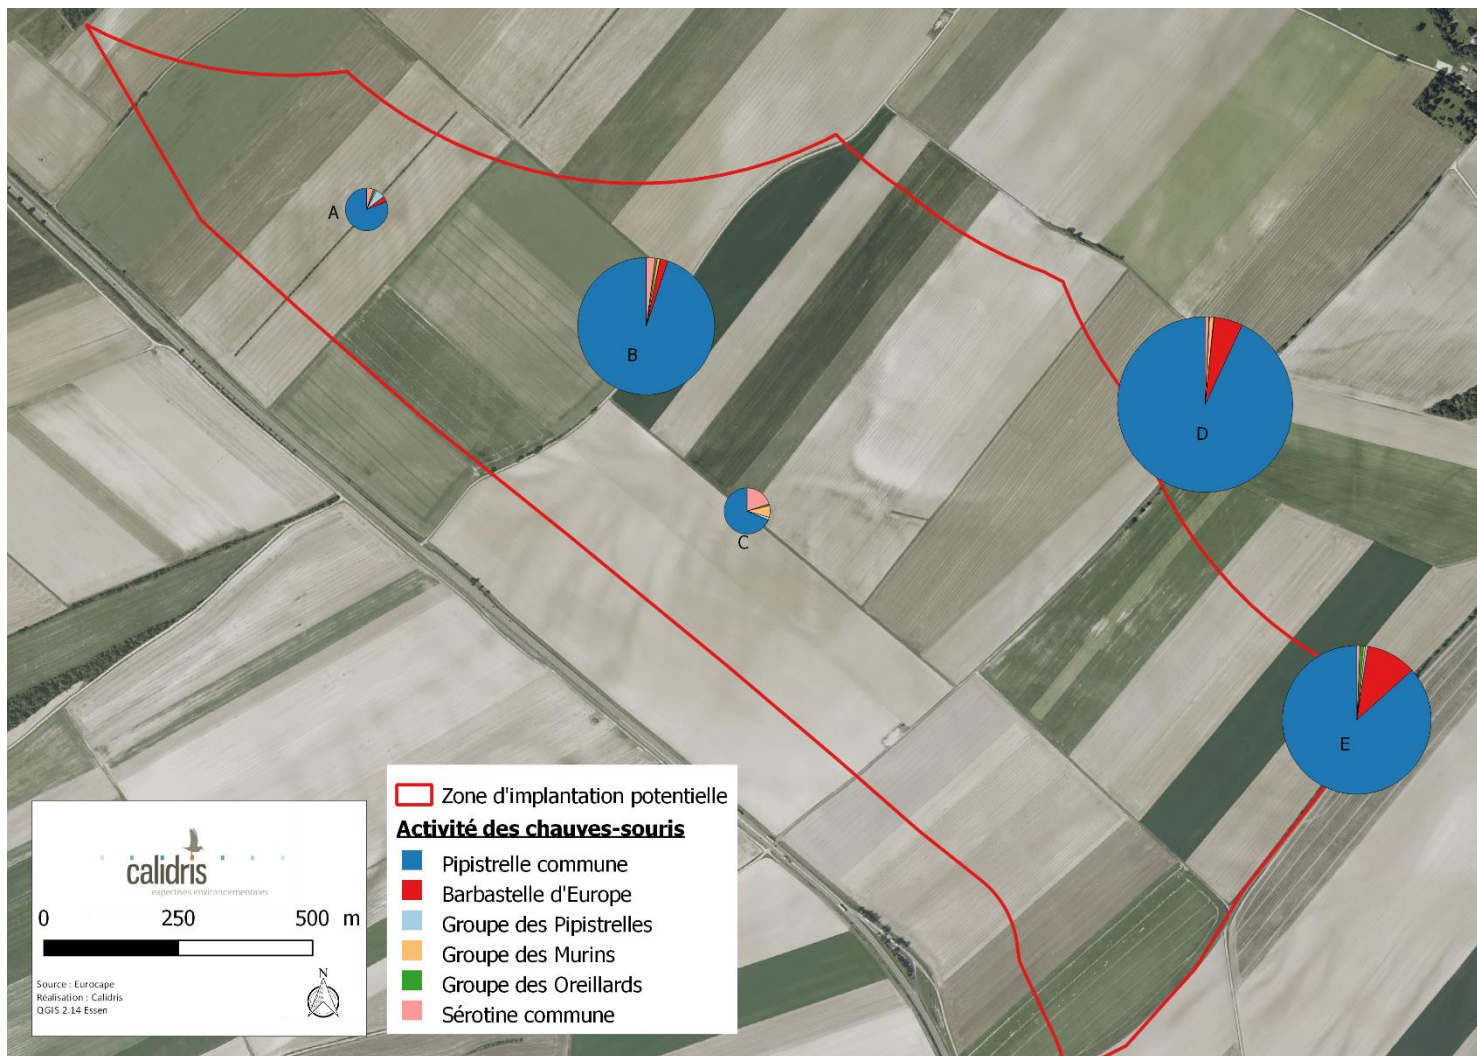 A
B
C
D
E
Zone d'implantation potentielle
Activité des chauves-souris
Pipistrelle commune
Barbastelle d'Europe
Groupe des Pipistrelles
Groupe des Murins
Groupe des Oreillards
Sérotine commune
calidris
expertises environnementales
0 250 500 m
Source : Eurocape
Réalisation : Calidris
QGIS 2.14 Essen
N